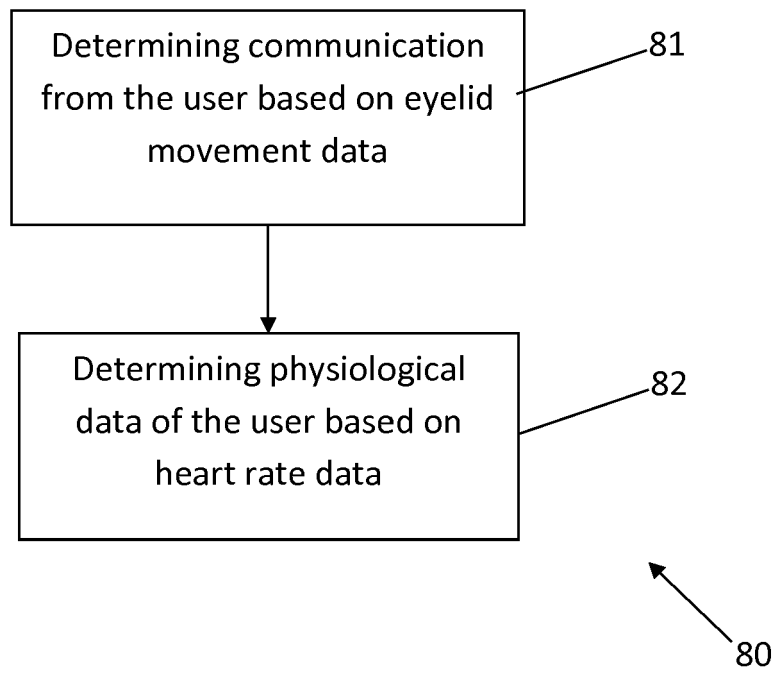 Determining communication
from the user based on eyelid
movement data
81
Determining physiological
data of the user based on
heart rate data
82
80